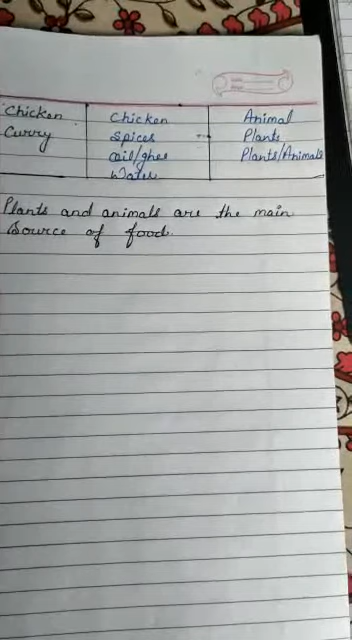 Chicken Chicken Animal
Curry Spices Plants
Oil/ghee Plants/Animals
Water
Plants and animals are the main
source of food.